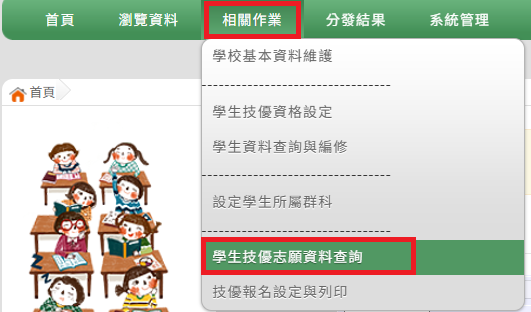 首頁 瀏覽資料 相關作業 分發結果 系統管理
學校基本資料維護
--------------------------------
首頁
學生技優資格設定
學生資料查詢與編修
--------------------------------
設定學生所屬群科
--------------------------------
學生技優志願資料查詢
技優報名設定與列印